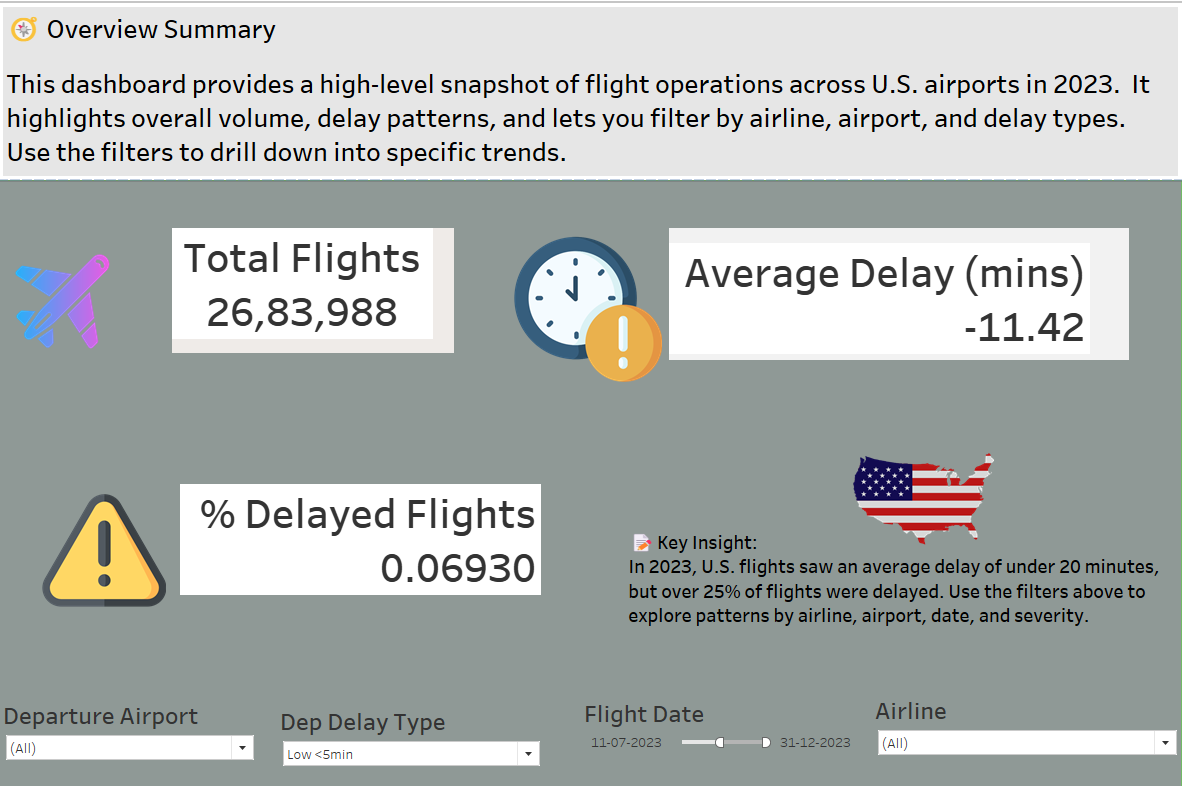 Overview Summary
This dashboard provides a high-level snapshot of flight operations across U.S. airports in 2023.  It
highlights overall volume, delay patterns, and lets you filter by airline, airport, and delay types.
Use the filters to drill down into specific trends.
Total Flights
26,83,988
Average Delay (mins)
-11.42
% Delayed Flights
0.06930
Key Insight:
In 2023, U.S. flights saw an average delay of under 20 minutes,
but over 25% of flights were delayed. Use the filters above to
explore patterns by airline, airport, date, and severity.
Departure Airport
(All)
Dep Delay Type
Low <5min
Flight Date
11-07-2023
31-12-2023
Airline
(All)